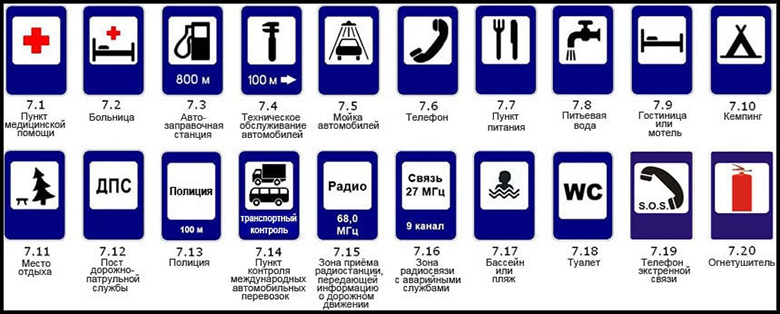 800 м
100 м
7.1
7.2
7.3
7.4
7.5
7.6
7.7
7.8
7.9
7.10
Пункт
медицинской
помощи
Больница
Авто-
заправочная
станция
Техническое
обслуживание
автомобилей
Мойка
автомобилей
Телефон
Пункт
питания
Питьевая
вода
Гостиница
или
мотель
Кемпинг
ДПС
Полиция
100 м
транспортный
контроль
Радио
68,0
МГц
Связь
27 МГц
9 канал
WC
S.O.S.
7.11
7.12
7.13
7.14
7.15
7.16
7.17
7.18
7.19
7.20
Место
отдыха
Пост
дорожно-
патрульной
службы
Полиция
Пункт
контроля
международных
автомобильных
перевозок
Зона приёма
радиостанции,
передающей
информацию
о дорожном
движении
Зона
радиосвязи
с аварийными
службами
Бассейн
или
пляж
Туалет
Телефон
экстренной
связи
Огнетушитель